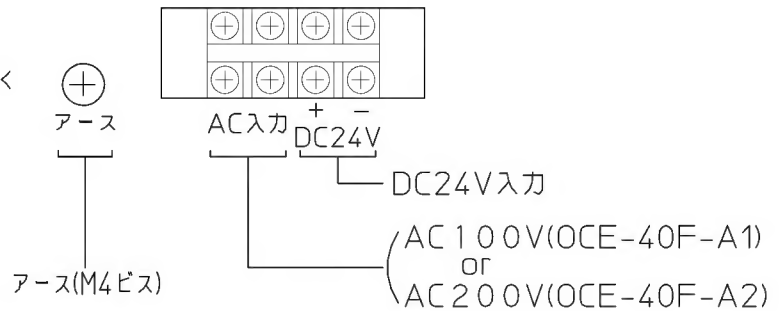 く
アース
AC入力
+ −
DC24V
DC24V入力
AC100V(OCE-40F-A1)
or
AC200V(OCE-40F-A2)
アース(M4ビス)